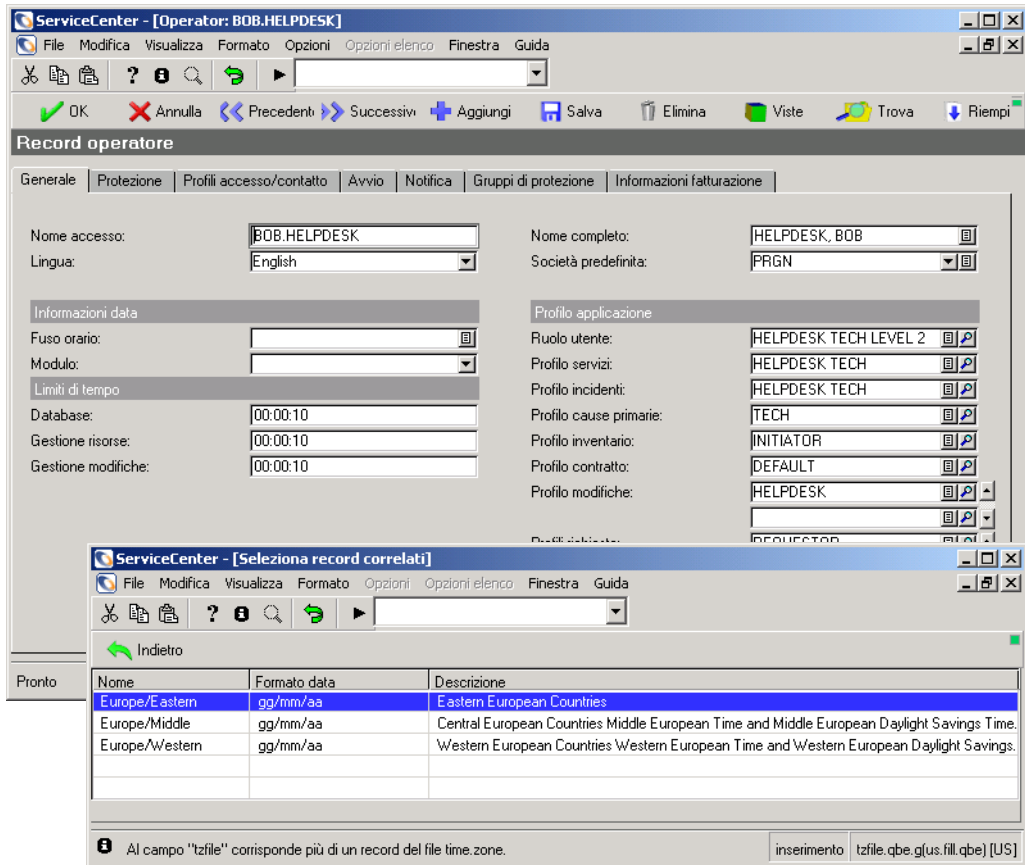 ServiceCenter - [Operator: BOB.HELPDESK]
File Modifica Visualizza Formato Opzioni Opzioni elenco Finestra Guida
OK Annulla Precedent Successiv Aggiungi Salva Elimina Viste Trova Riempi
Record operatore
Generale Protezione Profili accesso/contatto Avvio Notifica Gruppi di protezione Informazioni fatturazione
Nome accesso: BOB.HELPDESK Nome completo: HELPDESK, BOB
Lingua: English Società predefinita: PRGN
Informazioni data Profilo applicazione
Fuso orario: Ruolo utente: HELPDESK TECH LEVEL 2
Modulo: Profilo servizi: HELPDESK TECH
Limiti di tempo Profilo incidenti: HELPDESK TECH
Database: 00:00:10 Profilo cause primarie: TECH
Gestione risorse: 00:00:10 Profilo inventario: INITIATOR
Gestione modifiche: 00:00:10 Profilo contratto: DEFAULT
Profilo modifiche: HELPDESK
ServiceCenter - [Seleziona record correlati]
File Modifica Visualizza Formato Opzioni Opzioni elenco Finestra Guida
Indietro
Pronto
Nome Formato data Descrizione
Europe/Eastern gg/mm/aa Eastern European Countries
Europe/Middle gg/mm/aa Central European Countries Middle European Time and Middle European Daylight Savings Time.
Europe/Western gg/mm/aa Western European Countries Western European Time and Western European Daylight Savings.
Al campo "tzfile" corrisponde più di un record del file time.zone. inserimento tzfile.qbe.g(us.fill.qbe) [US]